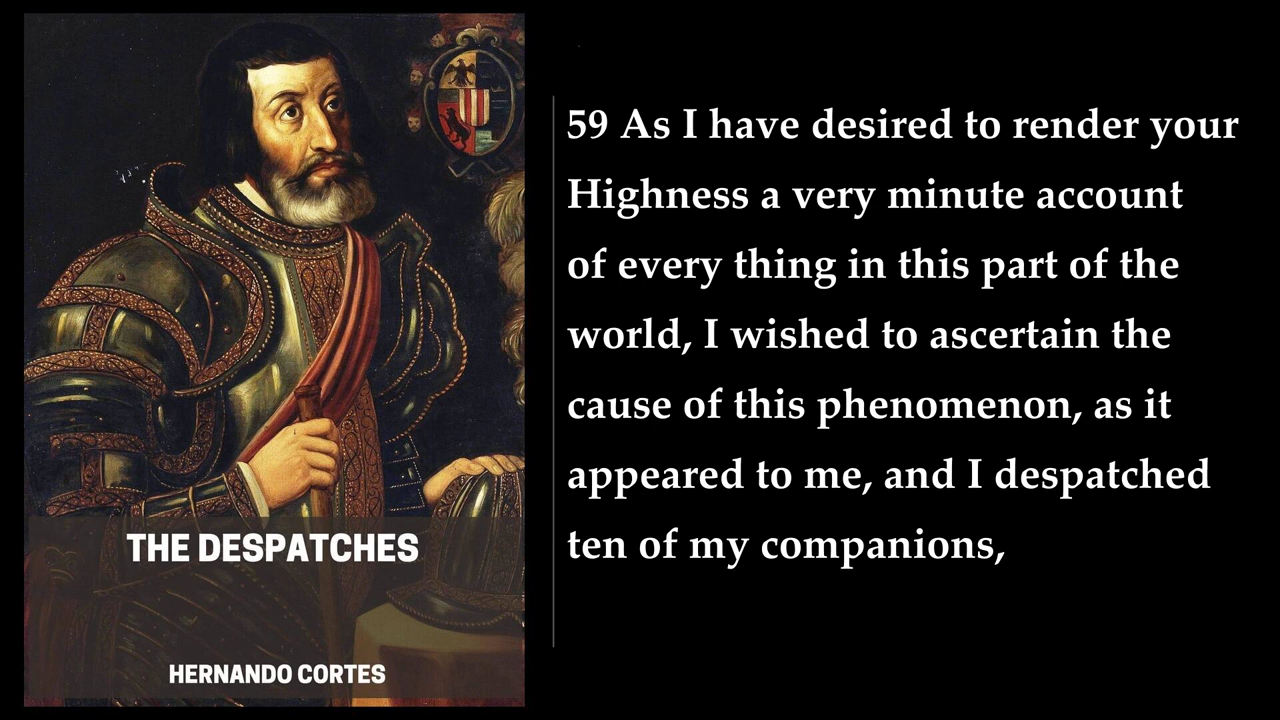 THE DESPATCHES
HERNANDO CORTES
59 As I have desired to render your
Highness a very minute account
of every thing in this part of the
world, I wished to ascertain the
cause of this phenomenon, as it
appeared to me, and I despatched
ten of my companions,